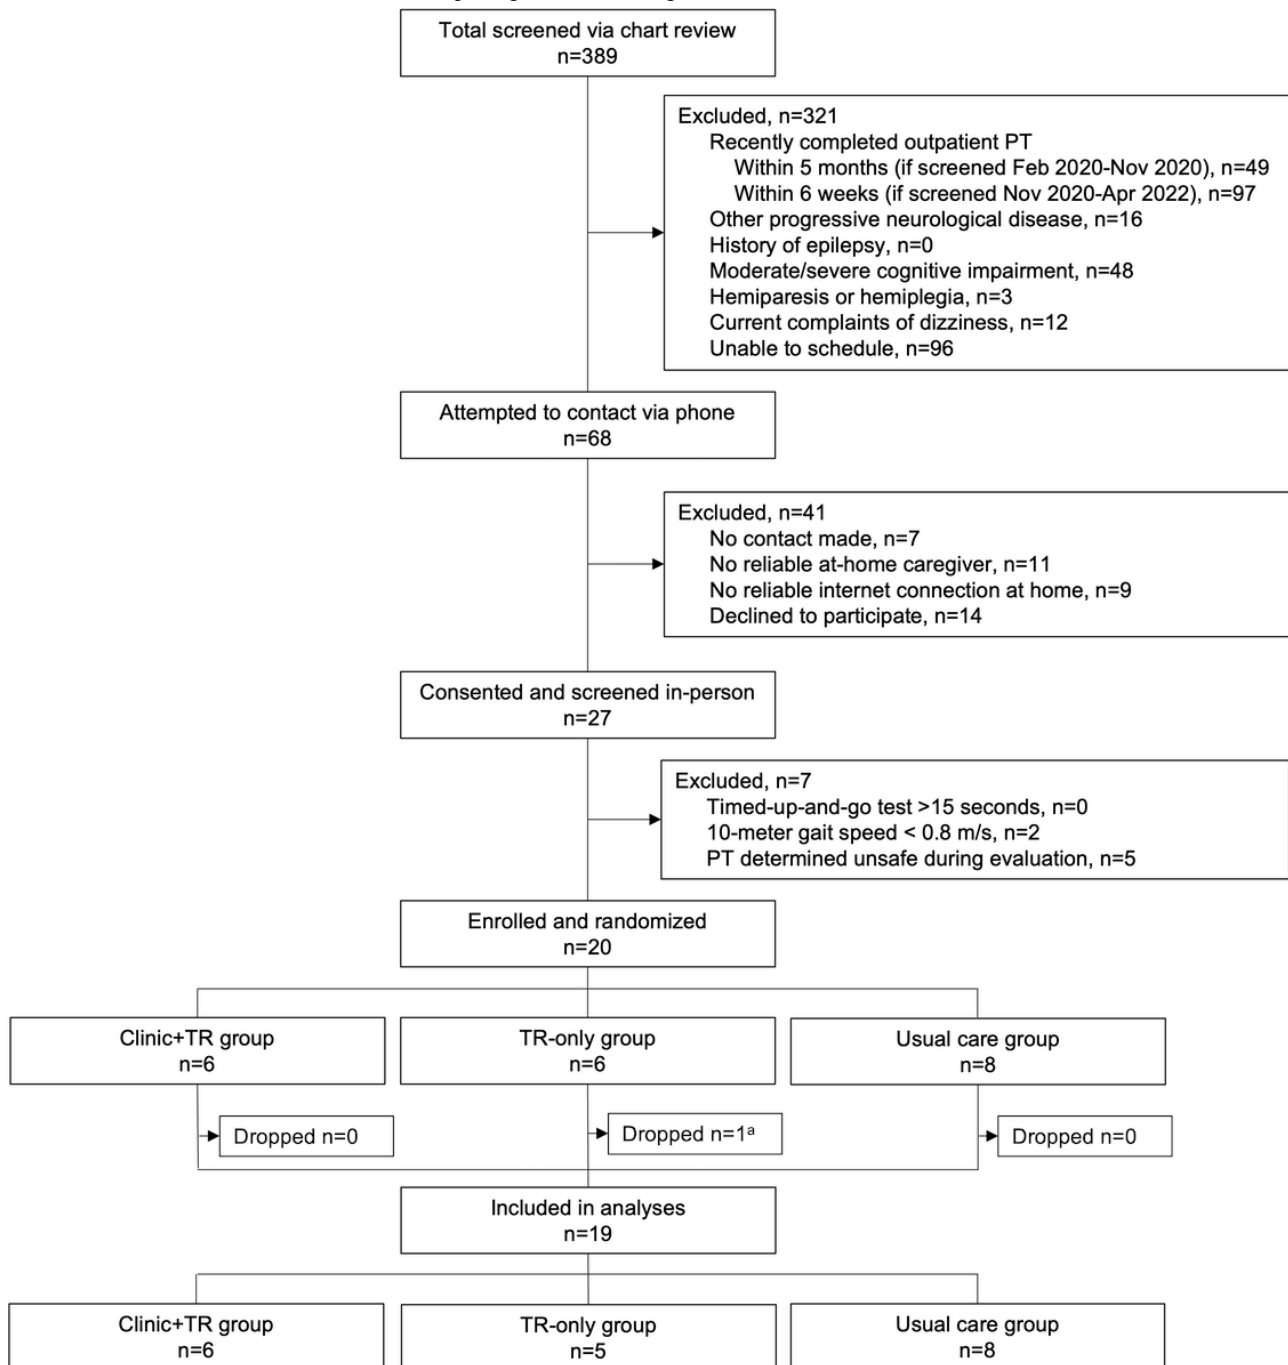 Total screened via chart review
n=389
Excluded, n=321
Recently completed outpatient PT
Within 5 months (if screened Feb 2020-Nov 2020), n=49
Within 6 weeks (if screened Nov 2020-Apr 2022), n=97
Other progressive neurological disease, n=16
History of epilepsy, n=0
Moderate/severe cognitive impairment, n=48
Hemiparesis or hemiplegia, n=3
Current complaints of dizziness, n=12
Unable to schedule, n=96
Attempted to contact via phone
n=68
Excluded, n=41
No contact made, n=7
No reliable at-home caregiver, n=11
No reliable internet connection at home, n=9
Declined to participate, n=14
Consented and screened in-person
n=27
Excluded, n=7
Timed-up-and-go test >15 seconds, n=0
10-meter gait speed < 0.8 m/s, n=2
PT determined unsafe during evaluation, n=5
Enrolled and randomized
n=20
Clinic+TR group
n=6
TR-only group
n=6
Usual care group
n=8
Dropped n=0
Dropped n=1ᵃ
Dropped n=0
Included in analyses
n=19
Clinic+TR group
n=6
TR-only group
n=5
Usual care group
n=8